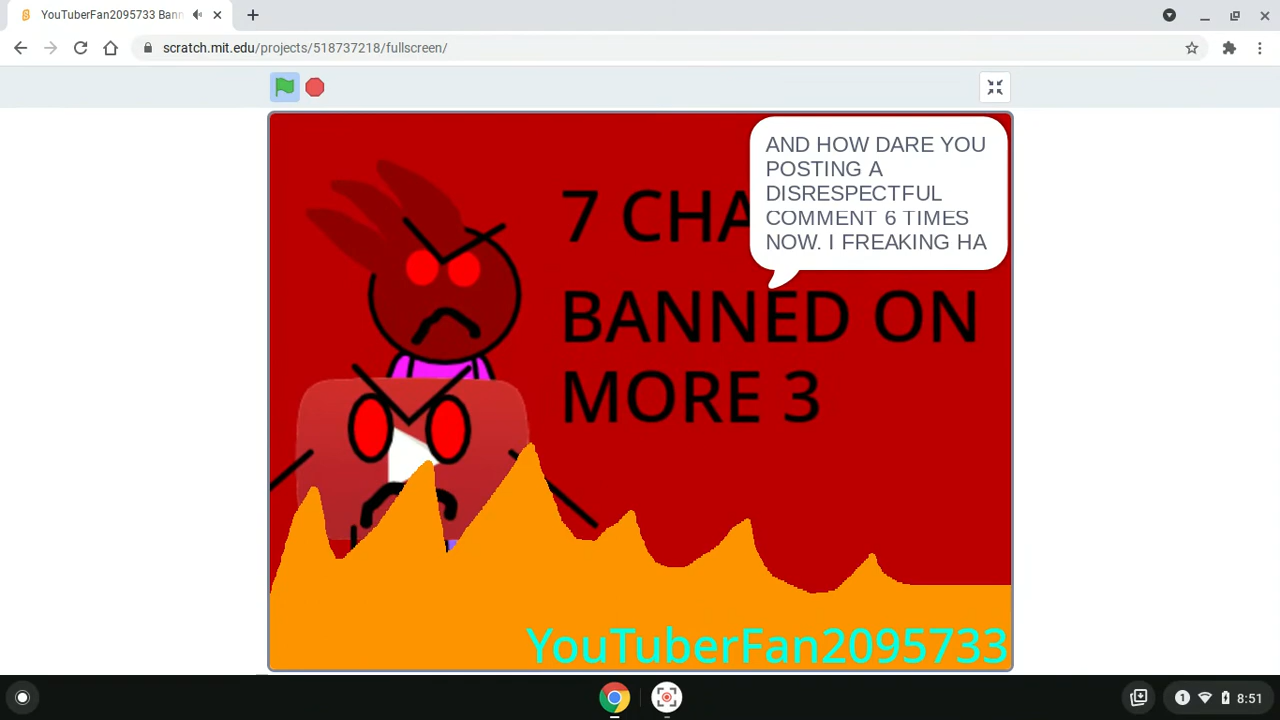 YouTuberFan2095733 Bann
scratch.mit.edu/projects/518737218/fullscreen/
AND HOW DARE YOU
POSTING A
DISRESPECTFUL
COMMENT 6 TIMES
NOW. I FREAKING HA
7 CHA
BANNED ON
MORE 3
YouTuberFan2095733
1
8:51